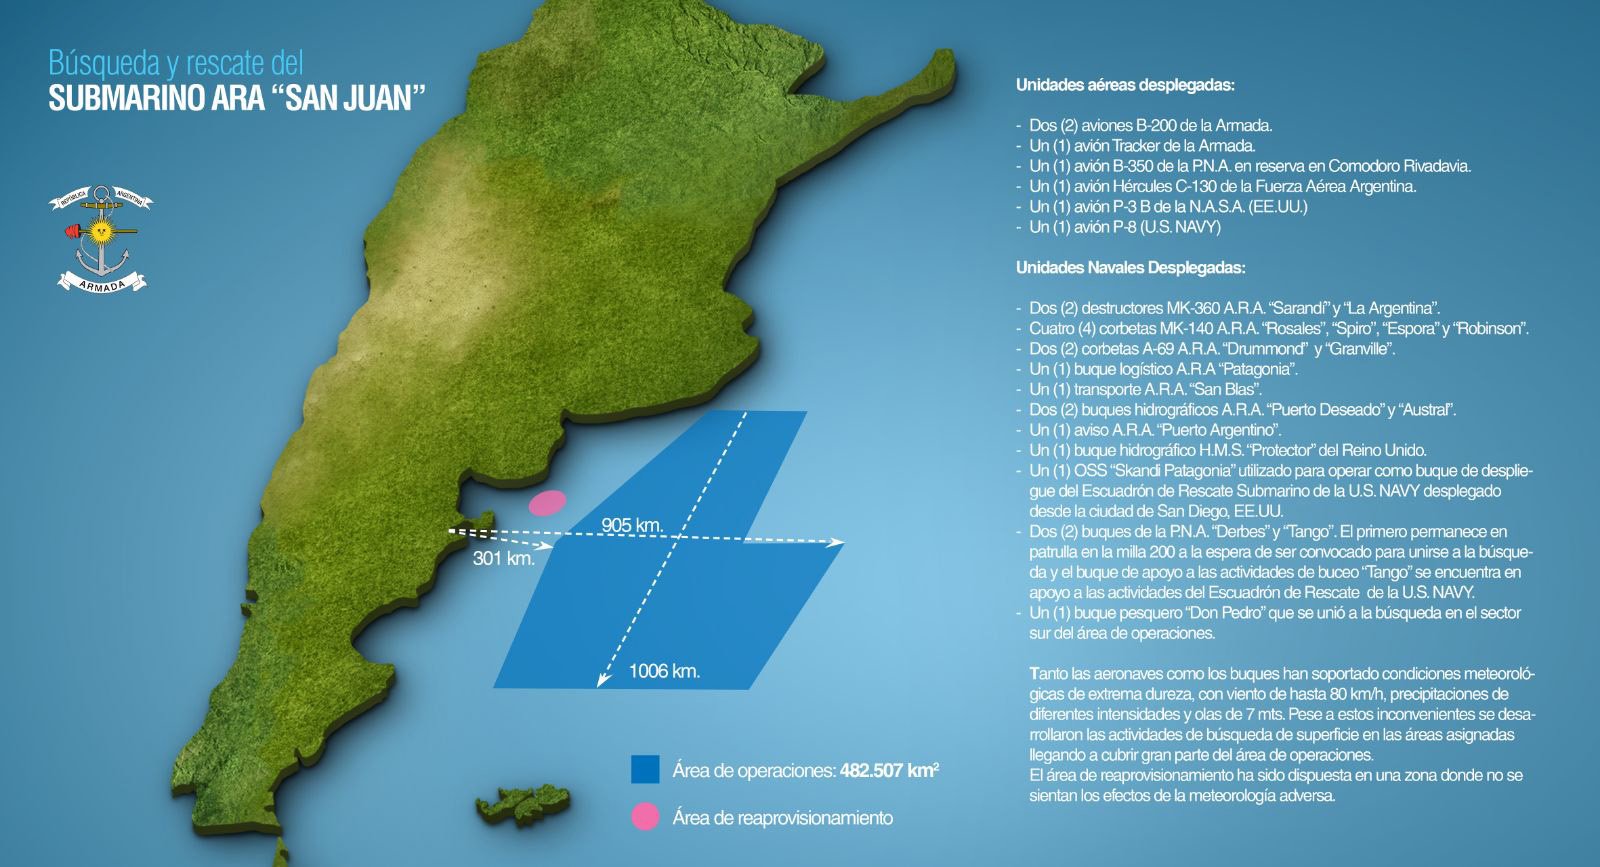 Búsqueda y rescate del
SUBMARINO ARA “SAN JUAN”
REPÚBLICA ARGENTINA
ARMADA
905 km.
301 km.
1006 km.
Área de operaciones: 482.507 km²
Área de reaprovisionamiento
Unidades aéreas desplegadas:
- Dos (2) aviones B-200 de la Armada.
- Un (1) avión Tracker de la Armada.
- Un (1) avión B-350 de la P.N.A. en reserva en Comodoro Rivadavia.
- Un (1) avión Hércules C-130 de la Fuerza Aérea Argentina.
- Un (1) avión P-3 B de la N.A.S.A. (EE.UU.)
- Un (1) avión P-8 (U.S. NAVY)
Unidades Navales Desplegadas:
- Dos (2) destructores MK-360 A.R.A. “Sarandí” y “La Argentina”.
- Cuatro (4) corbetas MK-140 A.R.A. “Rosales”, “Spiro”, “Espora” y “Robinson”.
- Dos (2) corbetas A-69 A.R.A. “Drummond” y “Granville”.
- Un (1) buque logístico A.R.A “Patagonia”.
- Un (1) transporte A.R.A. “San Blas”.
- Dos (2) buques hidrográficos A.R.A. “Puerto Deseado” y “Austral”.
- Un (1) aviso A.R.A. “Puerto Argentino”.
- Un (1) buque hidrográfico H.M.S. “Protector” del Reino Unido.
- Un (1) OSS “Skandi Patagonia” utilizado para operar como buque de desplie-
gue del Escuadrón de Rescate Submarino de la U.S. NAVY desplegado
desde la ciudad de San Diego, EE.UU.
- Dos (2) buques de la P.N.A. “Derbes” y “Tango”. El primero permanece en
patrulla en la milla 200 a la espera de ser convocado para unirse a la búsque-
da y el buque de apoyo a las actividades de buceo “Tango” se encuentra en
apoyo a las actividades del Escuadrón de Rescate de la U.S. NAVY.
- Un (1) buque pesquero “Don Pedro” que se unió a la búsqueda en el sector
sur del área de operaciones.
Tanto las aeronaves como los buques han soportado condiciones meteoroló-
gicas de extrema dureza, con viento de hasta 80 km/h, precipitaciones de
diferentes intensidades y olas de 7 mts. Pese a estos inconvenientes se desa-
rrollaron las actividades de búsqueda de superficie en las áreas asignadas
llegando a cubrir gran parte del área de operaciones.
El área de reaprovisionamiento ha sido dispuesta en una zona donde no se
sientan los efectos de la meteorología adversa.